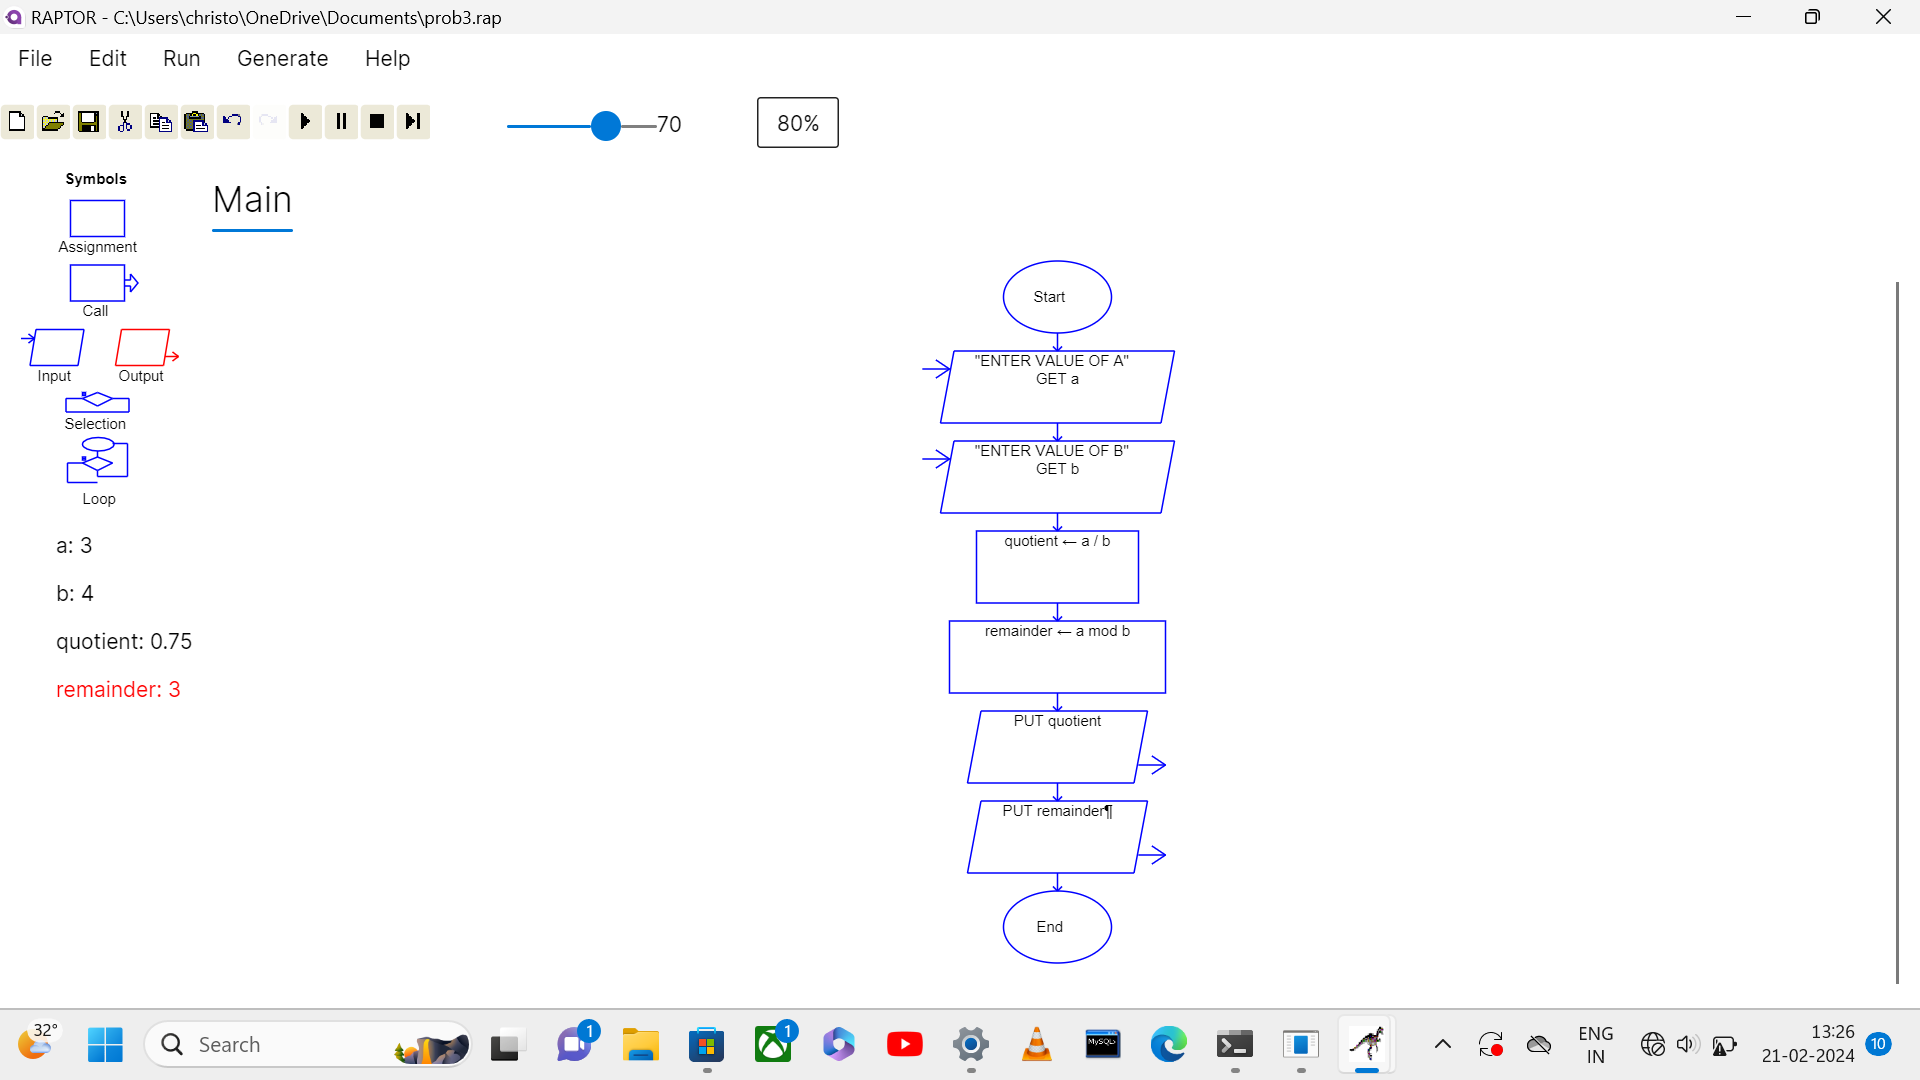 RAPTOR - C:\Users\christo\OneDrive\Documents\prob3.rap
File Edit Run Generate Help
70
80%
Symbols
Assignment
Call
Input Output
Selection
Loop
a: 3
b: 4
quotient: 0.75
remainder: 3
Main
Start
"ENTER VALUE OF A"
GET a
"ENTER VALUE OF B"
GET b
quotient ← a / b
remainder ← a mod b
PUT quotient
PUT remainder¶
End
32°
Search
1
1
MySQL
ENG
IN
13:26
21-02-2024
10